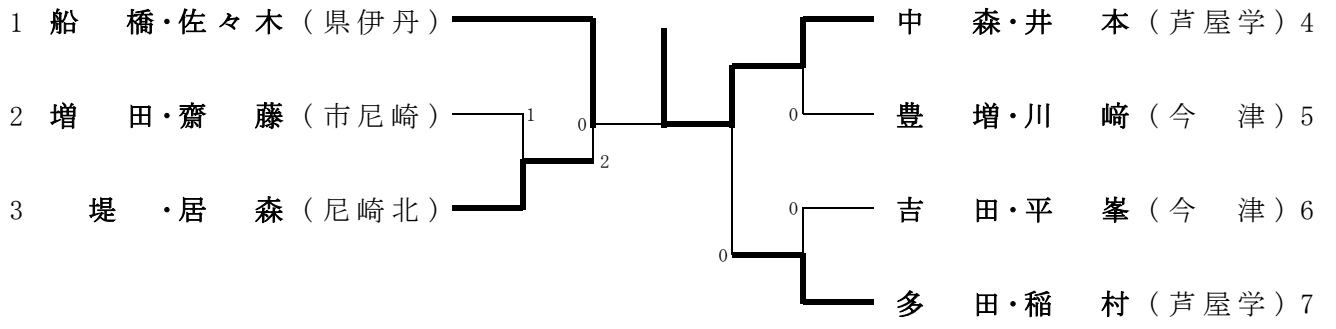 1 船 橋・佐々木 (県伊丹)
2 増 田・齋 藤 (市尼崎)
3 堤 ・居 森 (尼崎北)
1
0
2
中 森・井 本 (芦屋学) 4
0
豊 増・川 﨑 (今 津) 5
0
吉 田・平 峯 (今 津) 6
0
多 田・稲 村 (芦屋学) 7